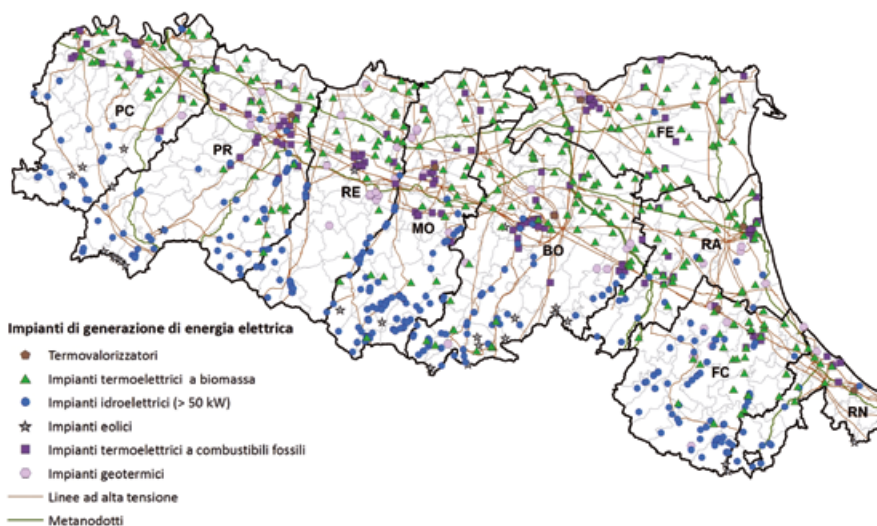 PC
PR
RE
MO
BO
FE
RA
FC
RN
Impianti di generazione di energia elettrica
Termovalorizzatori
Impianti termoelettrici a biomassa
Impianti idroelettrici (> 50 kW)
Impianti eolici
Impianti termoelettrici a combustibili fossili
Impianti geotermici
Linee ad alta tensione
Metanodotti